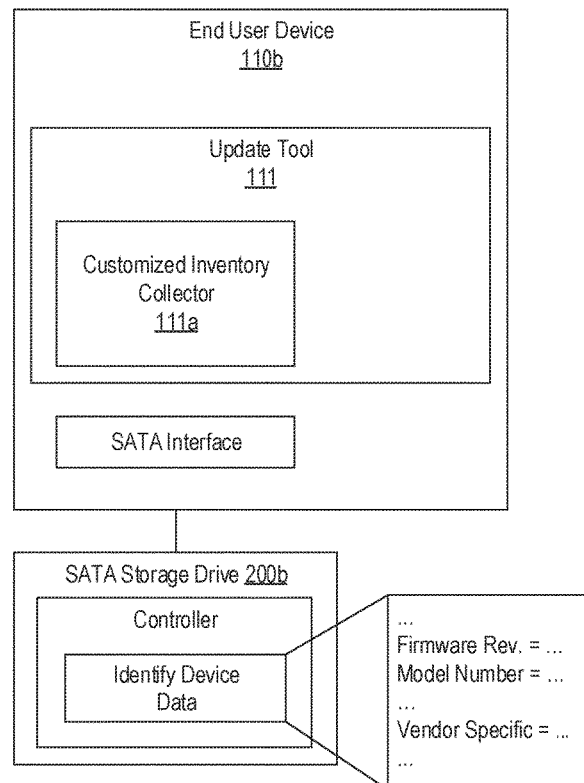 End User Device
110b
Update Tool
111
Customized Inventory
Collector
111a
SATA Interface
SATA Storage Drive 200b
Controller
Identify Device
Data
...
Firmware Rev. = ...
Model Number = ...
...
Vendor Specific = ...
...